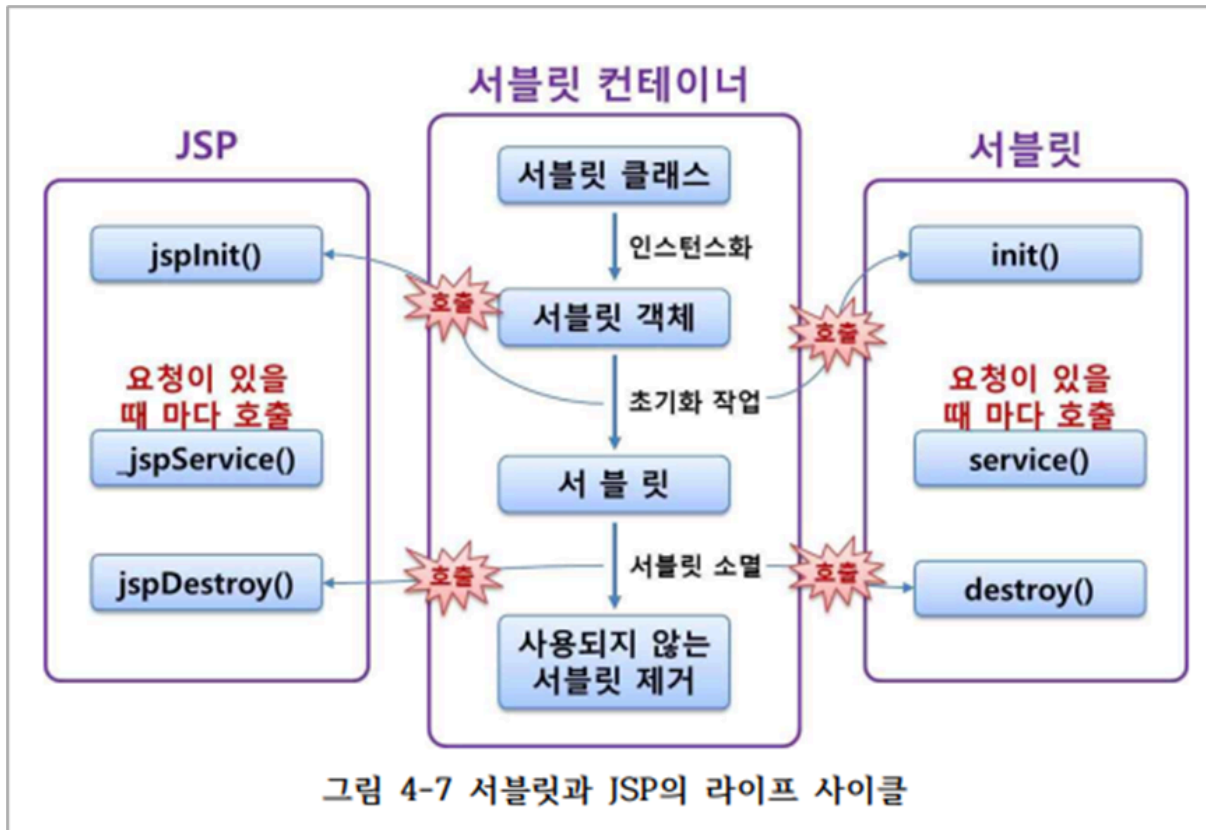 서블릿 컨테이너
JSP
서블릿
서블릿 클래스
인스턴스화
jspInit()
init()
호출
서블릿 객체
호출
요청이 있을
때 마다 호출
초기화 작업
요청이 있을
때 마다 호출
_jspService()
서 블 릿
service()
호출
서블릿 소멸
호출
jspDestroy()
destroy()
사용되지 않는
서블릿 제거
그림 4-7 서블릿과 JSP의 라이프 사이클